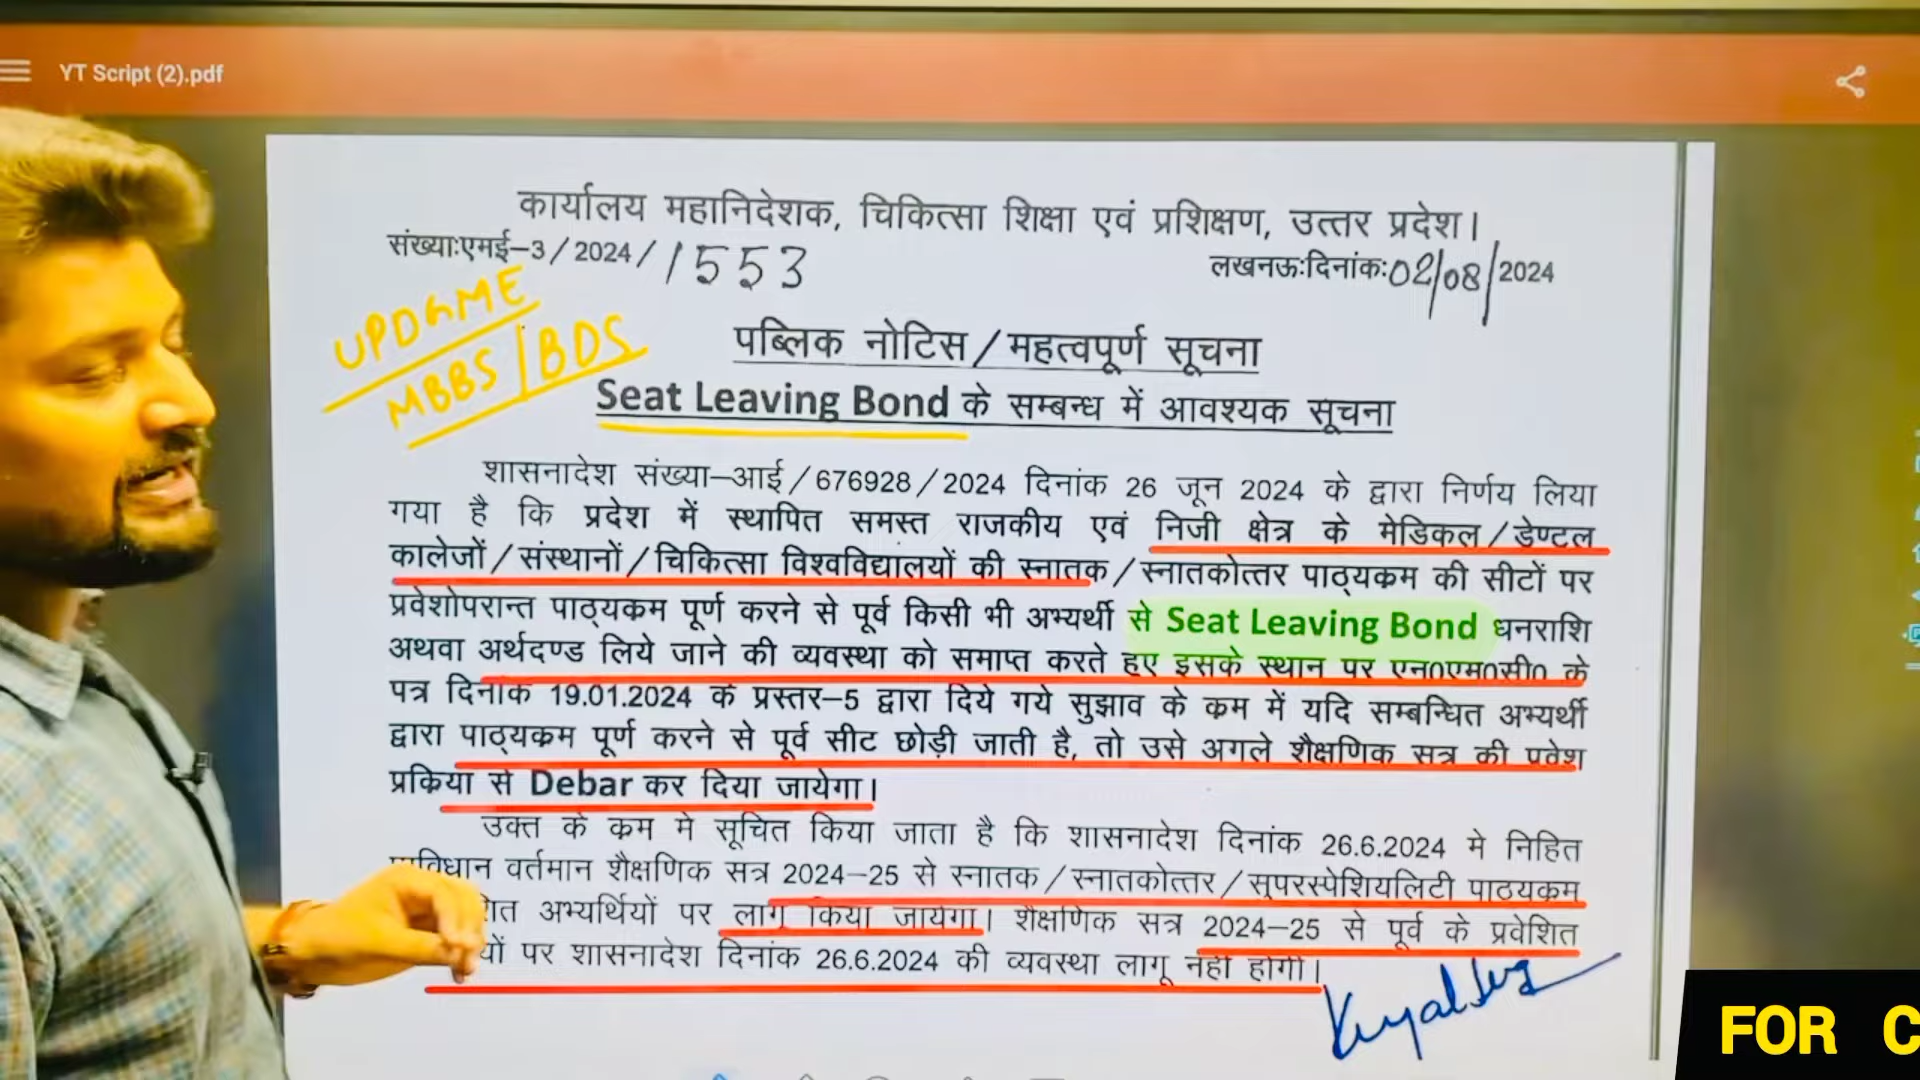 YT Script (2).pdf
कार्यालय महानिदेशक, चिकित्सा शिक्षा एवं प्रशिक्षण, उत्तर प्रदेश।
संख्याःएमई–3/2024/1553
लखनऊःदिनांकः02/08/2024
UPDGME
MBBS/BDS
पब्लिक नोटिस/महत्वपूर्ण सूचना
Seat Leaving Bond के सम्बन्ध में आवश्यक सूचना
शासनादेश संख्या–आई/676928/2024 दिनांक 26 जून 2024 के द्वारा निर्णय लिया
गया है कि प्रदेश में स्थापित समस्त राजकीय एवं निजी क्षेत्र के मेडिकल/डेण्टल
कालेजों/संस्थानों/चिकित्सा विश्वविद्यालयों की स्नातक/स्नातकोत्तर पाठ्यक्रम की सीटों पर
प्रवेशोपरान्त पाठ्यक्रम पूर्ण करने से पूर्व किसी भी अभ्यर्थी से Seat Leaving Bond धनराशि
अथवा अर्थदण्ड लिये जाने की व्यवस्था को समाप्त करते हुए इसके स्थान पर एन0एम0सी0 के
पत्र दिनांक 19.01.2024 के प्रस्तर–5 द्वारा दिये गये सुझाव के क्रम में यदि सम्बन्धित अभ्यर्थी
द्वारा पाठ्यक्रम पूर्ण करने से पूर्व सीट छोड़ी जाती है, तो उसे अगले शैक्षणिक सत्र की प्रवेश
प्रक्रिया से Debar कर दिया जायेगा।
उक्त के क्रम मे सूचित किया जाता है कि शासनादेश दिनांक 26.6.2024 मे निहित
प्राविधान वर्तमान शैक्षणिक सत्र 2024–25 से स्नातक/स्नातकोत्तर/सुपरस्पेशियलिटी पाठयक्रम
अभ्यर्थियों पर लागू किया जायेगा। शैक्षणिक सत्र 2024–25 से पूर्व के प्रवेशित
पर शासनादेश दिनांक 26.6.2024 की व्यवस्था लागू नही होगी।
FOR C